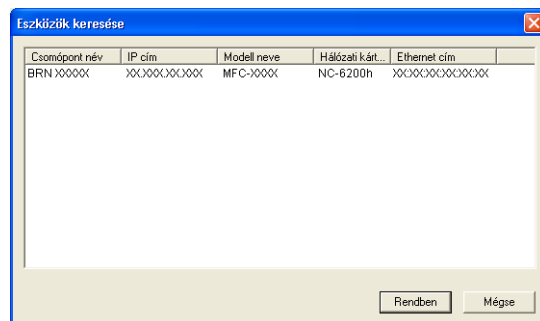 Eszközök keresése
Csomópont név IP cím Modell neve Hálózati kárt... Ethernet cím
BRN XXXXX XX.XXX.XX.XXX MFC-XXXX NC-6200h XX:XX:XX:XX:XX:XX
Rendben Mégse